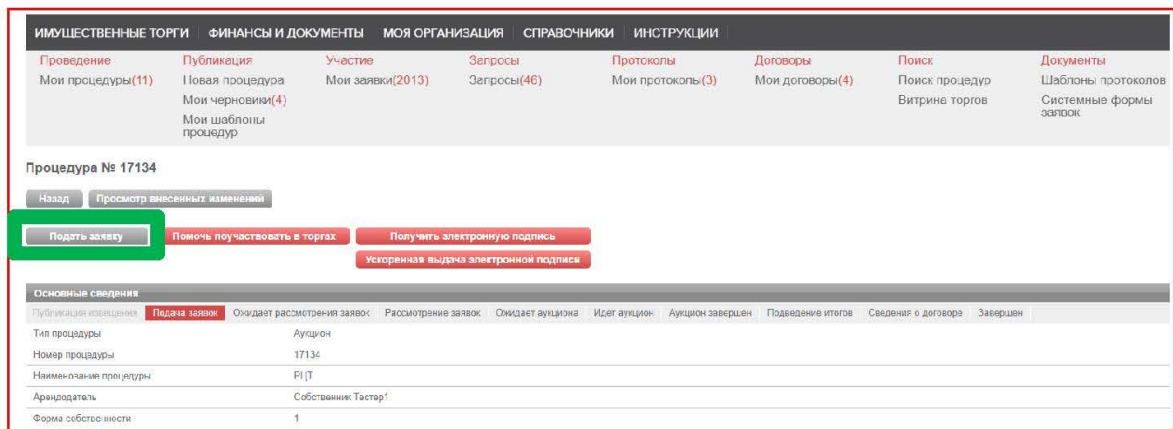 ИМУЩЕСТВЕННЫЕ ТОРГИ ФИНАНСЫ И ДОКУМЕНТЫ МОЯ ОРГАНИЗАЦИЯ СПРАВОЧНИКИ ИНСТРУКЦИИ
Проведение Публикация Участие Запросы Протоколы Договоры Поиск Документы
Мои процедуры(11) Новая процедура Мои заявки(2013) Запросы(46) Мои протоколы(3) Мои договоры(4) Поиск процедур Шаблоны протоколов
Мои черновики(4) Витрина торгов Системные формы
Мои шаблоны заявок
процедур
Процедура № 17134
Назад Просмотр внесенных изменений
Подать заявку Помочь поучаствовать в торгах Получить электронную подпись
Ускоренная выдача электронной подписи
Основные сведения
Публикация извещения Подача заявок Ожидает рассмотрения заявок Рассмотрение заявок Ожидает аукциона Идет аукцион Аукцион завершен Подведение итогов Сведения о договоре Завершен
Тип процедуры Аукцион
Номер процедуры 17134
Наименование процедуры
Арендодатель Собственник Тестер1
Форма собственности 1